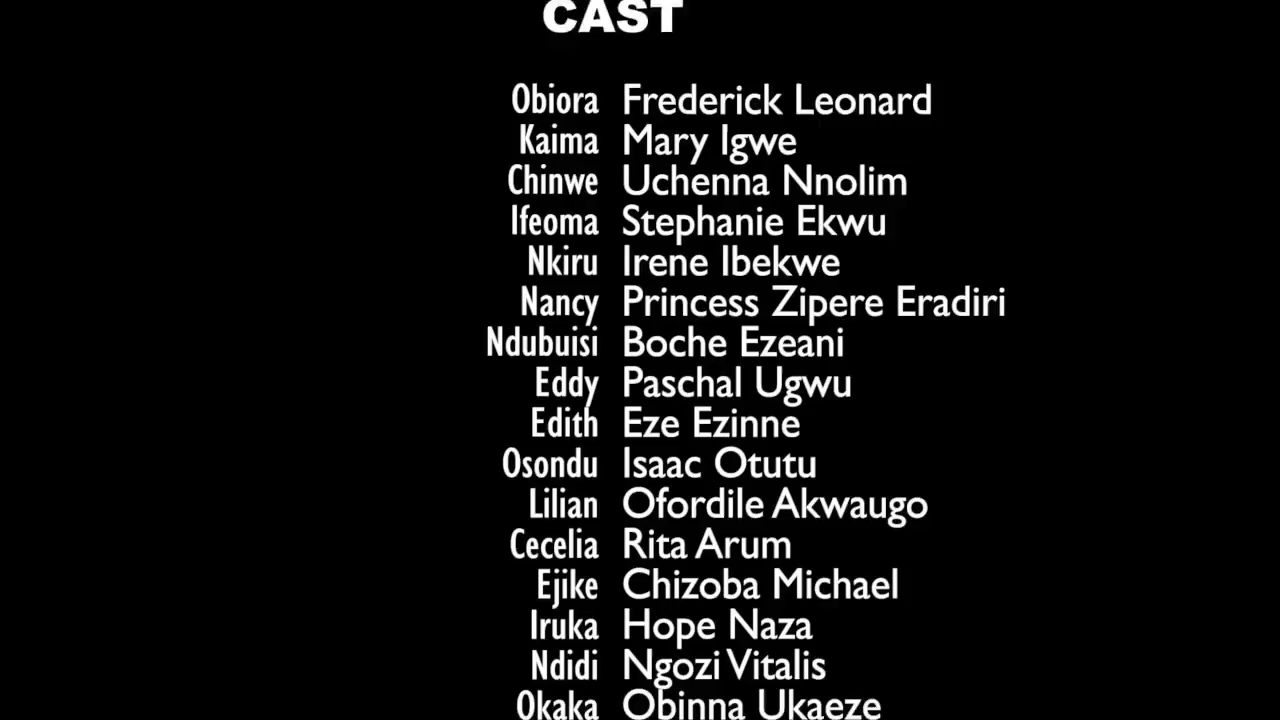 CAST
Obiora Frederick Leonard
Kaima Mary Igwe
Chinwe Uchenna Nnolim
Ifeoma Stephanie Ekwu
Nkiru Irene Ibekwe
Nancy Princess Zipere Eradiri
Ndubuisi Boche Ezeani
Eddy Paschal Ugwu
Edith Eze Ezinne
Osondu Isaac Otutu
Lilian Ofordile Akwaugo
Cecelia Rita Arum
Ejike Chizoba Michael
Iruka Hope Naza
Ndidi Ngozi Vitalis
Okaka Obinna Ukaeze